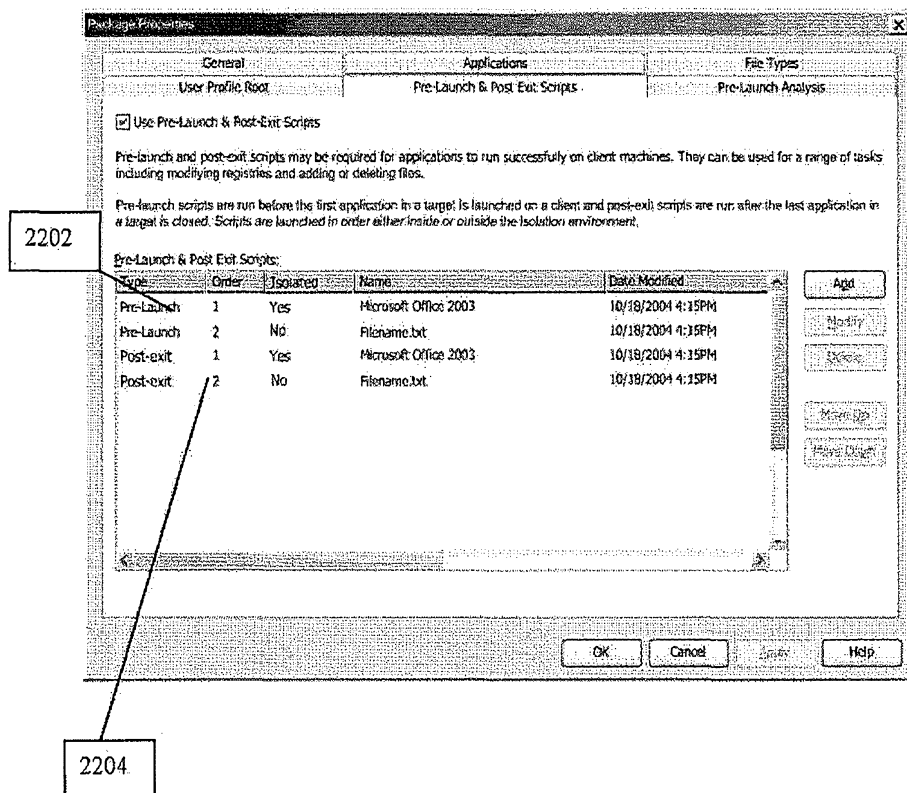 Package Properties
General Applications File Types
User Profile Root Pre-Launch & Post Exit Scripts Pre-Launch Analysis
Use Pre-Launch & Post-Exit Scripts
Pre-launch and post-exit scripts may be required for applications to run successfully on client machines. They can be used for a range of tasks
including modifying registries and adding or deleting files.
Pre-launch scripts are run before the first application in a target is launched on a client and post-exit scripts are run after the last application in
a target is closed. Scripts are launched in order either inside or outside the isolation environment.
2202
Pre-Launch & Post Exit Scripts:
Type Order Isolated Name Date Modified Add
Pre-Launch 1 Yes Microsoft Office 2003 10/18/2004 4:15PM
Pre-Launch 2 No Filename.txt 10/18/2004 4:15PM Modify
Post-exit 1 Yes Microsoft Office 2003 10/18/2004 4:15PM Delete
Post-exit 2 No Filename.txt 10/18/2004 4:15PM
Move Up
Move Down
OK Cancel Apply Help
2204